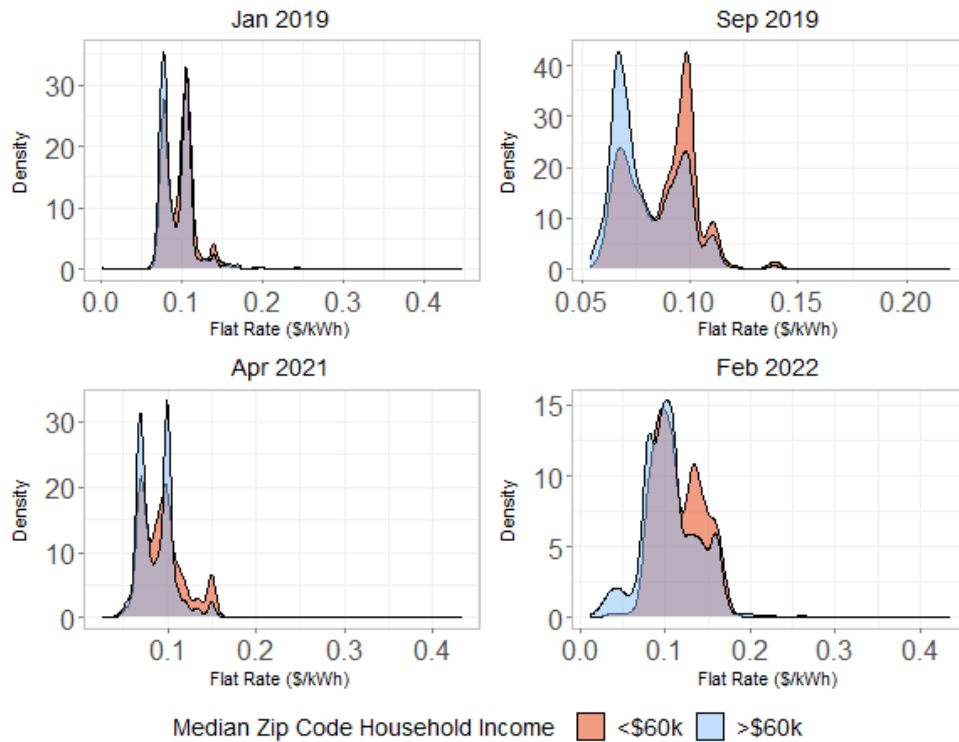 Jan 2019
Density
30
20
10
0
0.0 0.1 0.2 0.3 0.4
Flat Rate ($/kWh)
Sep 2019
Density
40
30
20
10
0
0.05 0.10 0.15 0.20
Flat Rate ($/kWh)
Apr 2021
Density
30
20
10
0
0.1 0.2 0.3 0.4
Flat Rate ($/kWh)
Feb 2022
Density
15
10
5
0
0.0 0.1 0.2 0.3 0.4
Flat Rate ($/kWh)
Median Zip Code Household Income <$60k >$60k